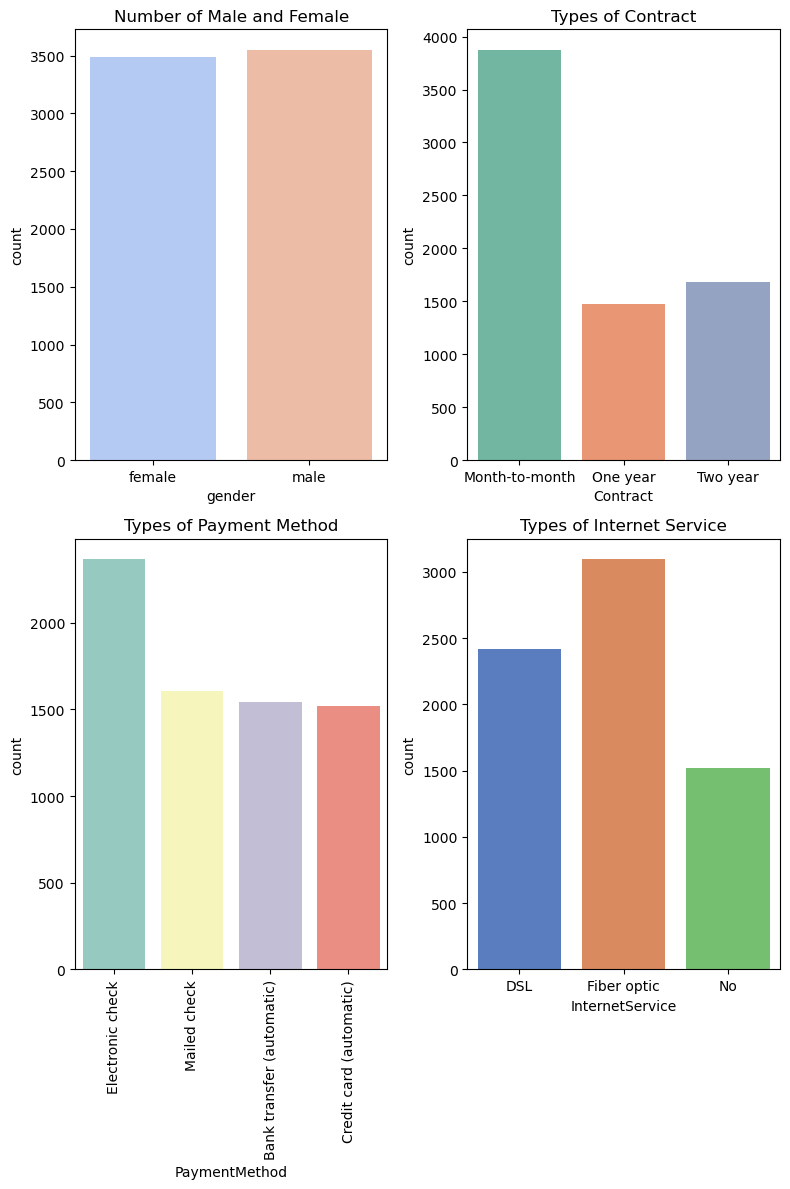 Number of Male and Female
3500
3000
2500
2000
1500
1000
500
0
count
female
male
gender
Types of Contract
4000
3500
3000
2500
2000
1500
1000
500
0
count
Month-to-month
One year
Two year
Contract
Types of Payment Method
2000
1500
1000
500
0
count
Electronic check
Mailed check
Bank transfer (automatic)
Credit card (automatic)
PaymentMethod
Types of Internet Service
3000
2500
2000
1500
1000
500
0
count
DSL
Fiber optic
No
InternetService